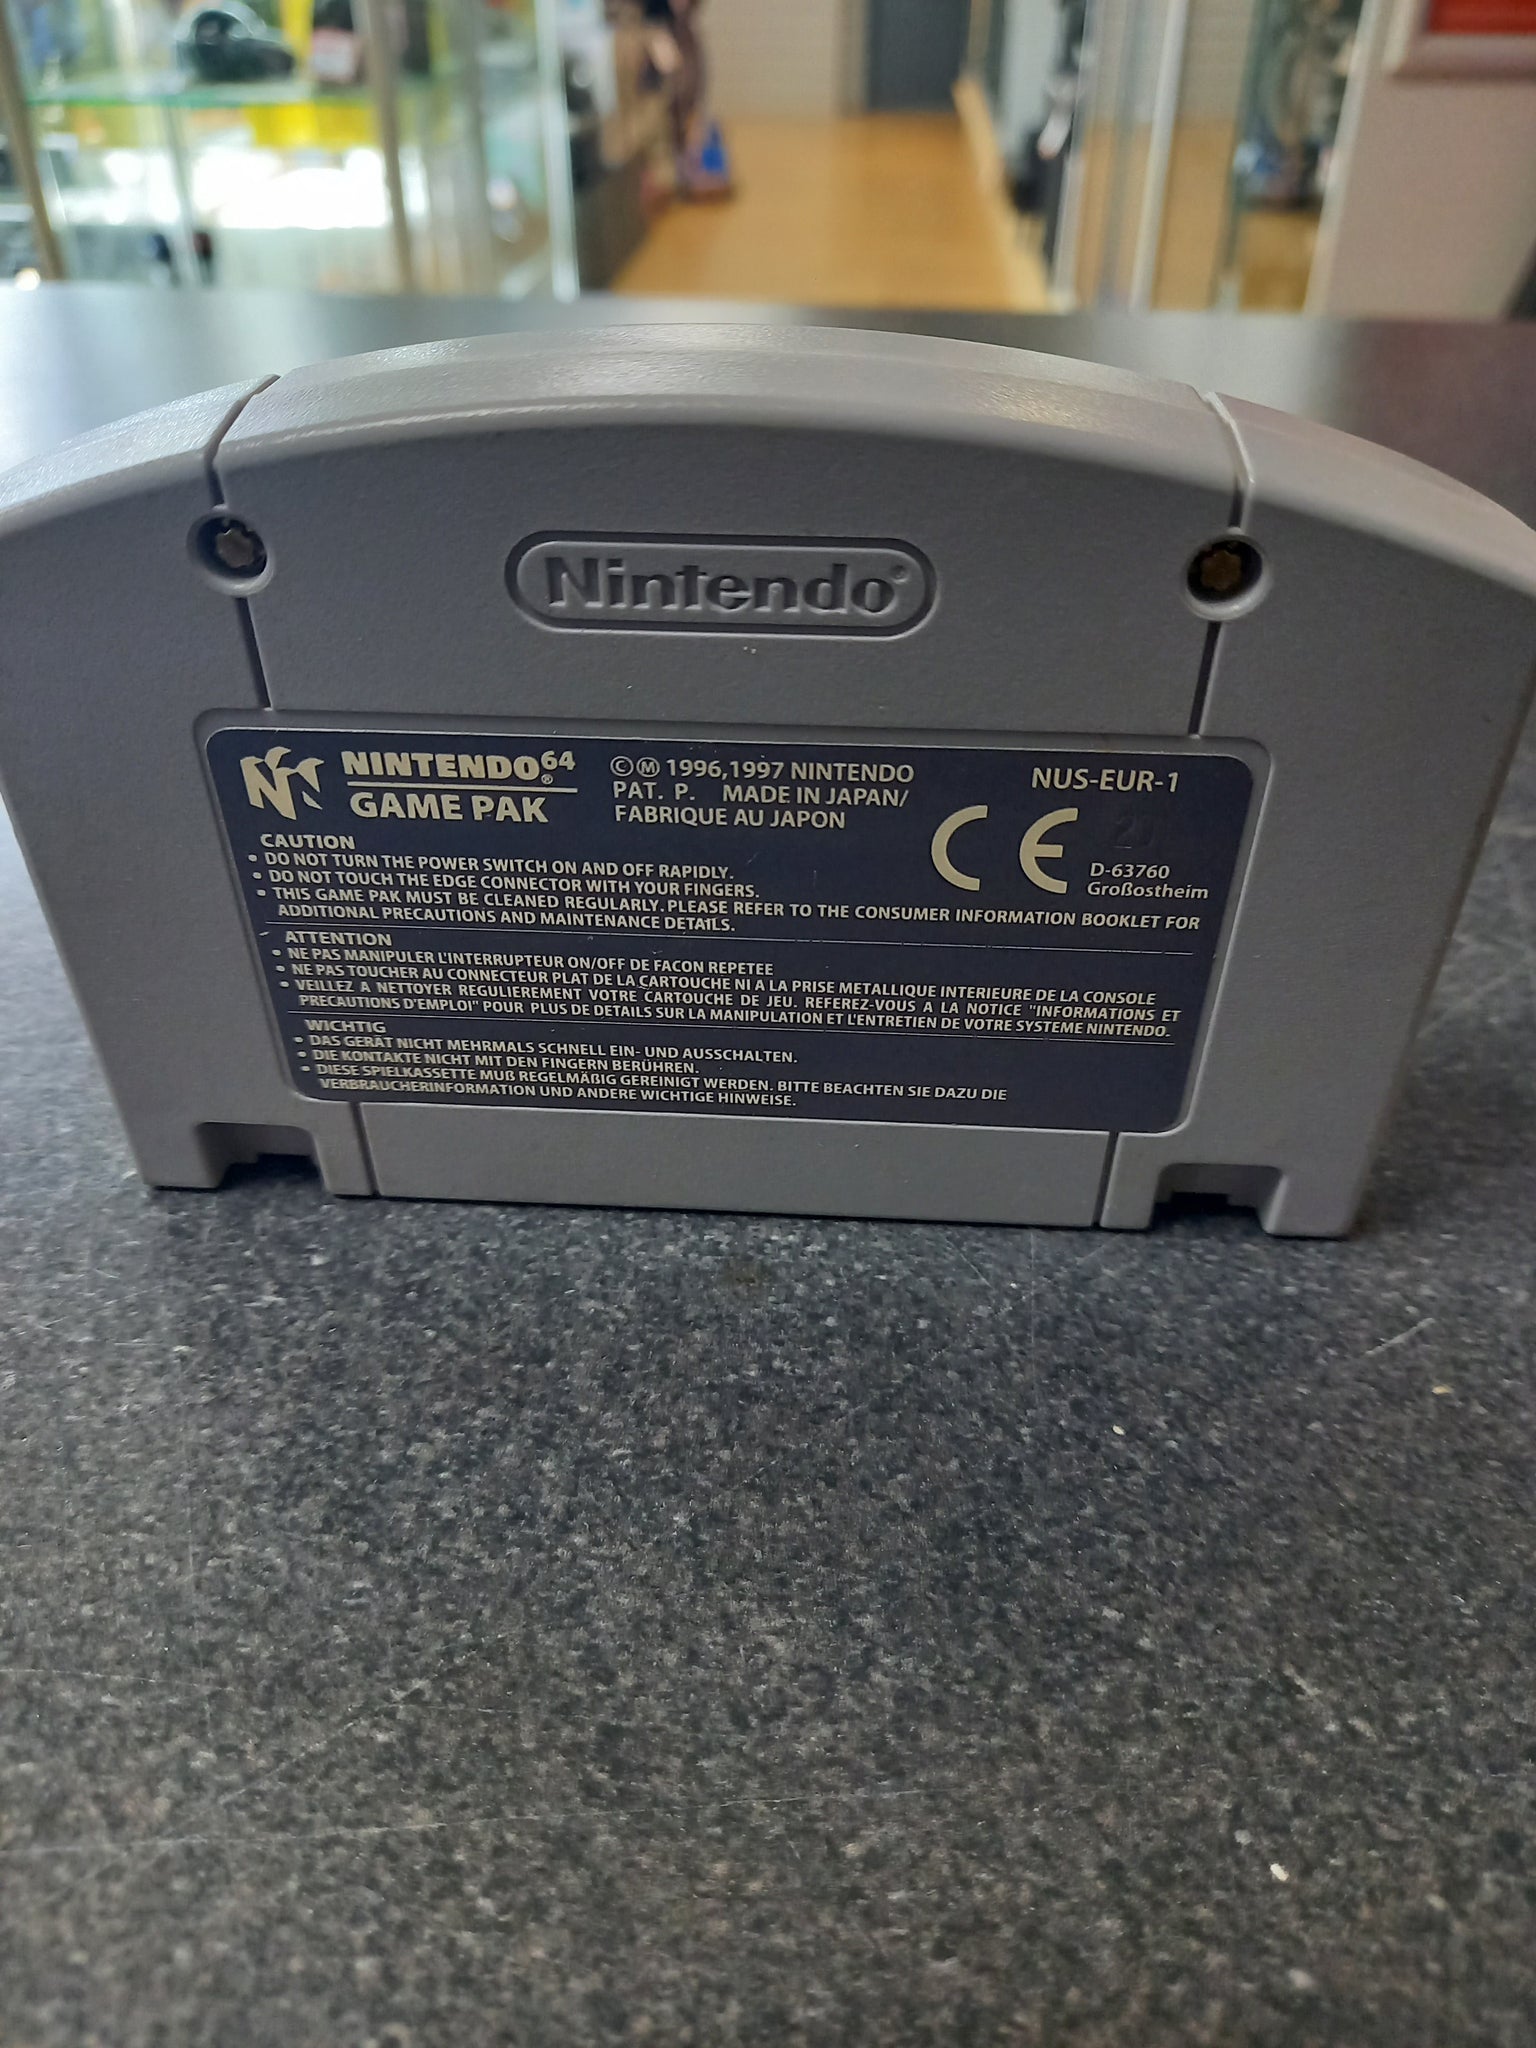 Nintendo®
NINTENDO64®
GAME PAK
©Ⓜ 1996,1997 NINTENDO
PAT. P. MADE IN JAPAN/
FABRIQUE AU JAPON
NUS-EUR-1
CE
20
D-63760
Großostheim
CAUTION
• DO NOT TURN THE POWER SWITCH ON AND OFF RAPIDLY.
• DO NOT TOUCH THE EDGE CONNECTOR WITH YOUR FINGERS.
• THIS GAME PAK MUST BE CLEANED REGULARLY. PLEASE REFER TO THE CONSUMER INFORMATION BOOKLET FOR
ADDITIONAL PRECAUTIONS AND MAINTENANCE DETAILS.
ATTENTION
• NE PAS MANIPULER L'INTERRUPTEUR ON/OFF DE FACON REPETEE
• NE PAS TOUCHER AU CONNECTEUR PLAT DE LA CARTOUCHE NI A LA PRISE METALLIQUE INTERIEURE DE LA CONSOLE
• VEILLEZ A NETTOYER REGULIEREMENT VOTRE CARTOUCHE DE JEU. REFEREZ-VOUS A LA NOTICE "INFORMATIONS ET
PRECAUTIONS D'EMPLOI" POUR PLUS DE DETAILS SUR LA MANIPULATION ET L'ENTRETIEN DE VOTRE SYSTEME NINTENDO.
WICHTIG
• DAS GERÄT NICHT MEHRMALS SCHNELL EIN- UND AUSSCHALTEN.
• DIE KONTAKTE NICHT MIT DEN FINGERN BERÜHREN.
• DIESE SPIELKASSETTE MUß REGELMÄßIG GEREINIGT WERDEN. BITTE BEACHTEN SIE DAZU DIE
VERBRAUCHERINFORMATION UND ANDERE WICHTIGE HINWEISE.